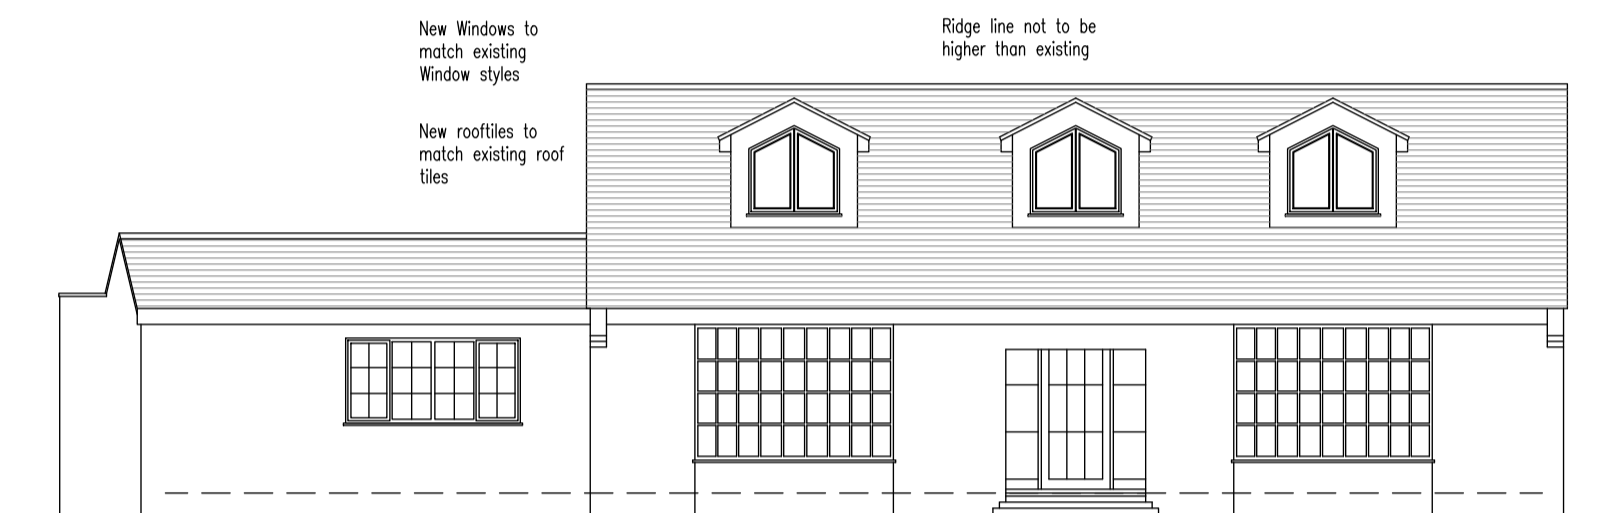 New Windows to
match existing
Window styles
New rooftiles to
match existing roof
tiles
Ridge line not to be
higher than existing